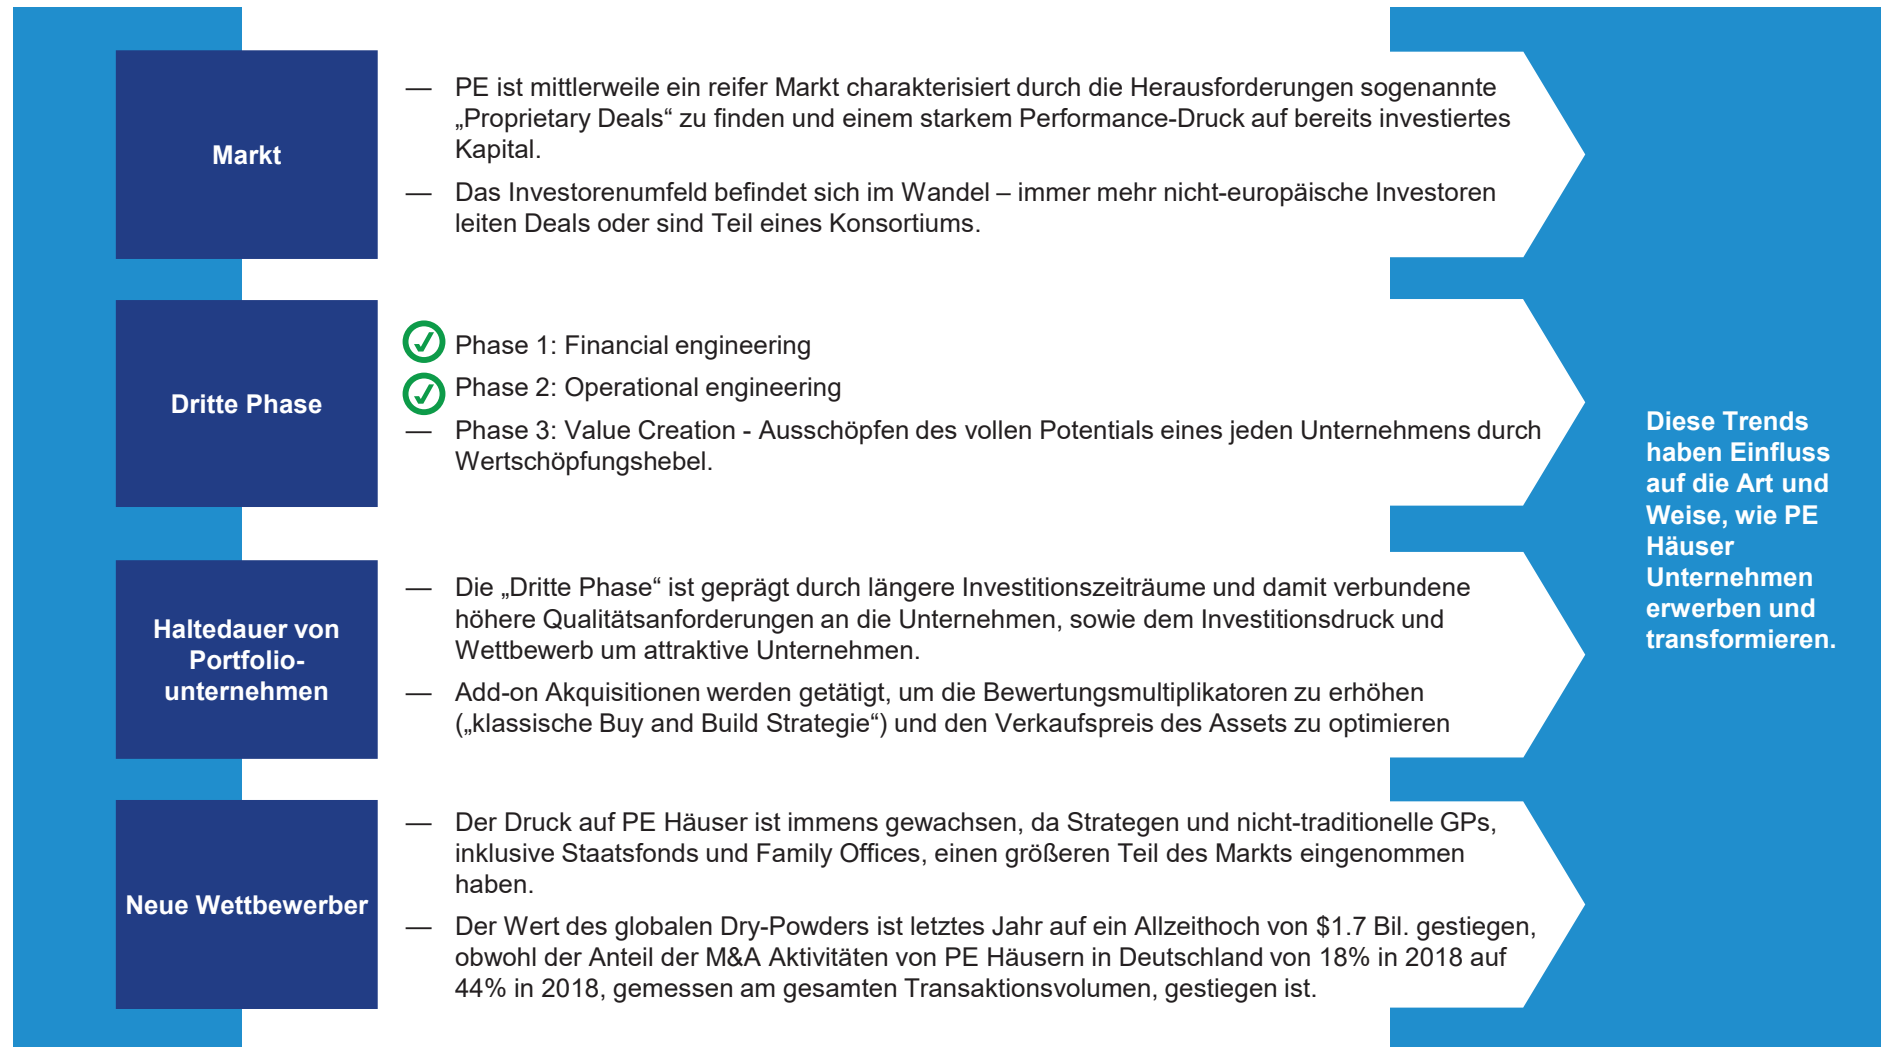 Markt
— PE ist mittlerweile ein reifer Markt charakterisiert durch die Herausforderungen sogenannte
„Proprietary Deals“ zu finden und einem starkem Performance-Druck auf bereits investiertes
Kapital.
— Das Investorenumfeld befindet sich im Wandel – immer mehr nicht-europäische Investoren
leiten Deals oder sind Teil eines Konsortiums.
Dritte Phase
Phase 1: Financial engineering
Phase 2: Operational engineering
— Phase 3: Value Creation - Ausschöpfen des vollen Potentials eines jeden Unternehmens durch
Wertschöpfungshebel.
Haltedauer von
Portfolio-
unternehmen
— Die „Dritte Phase“ ist geprägt durch längere Investitionszeiträume und damit verbundene
höhere Qualitätsanforderungen an die Unternehmen, sowie dem Investitionsdruck und
Wettbewerb um attraktive Unternehmen.
— Add-on Akquisitionen werden getätigt, um die Bewertungsmultiplikatoren zu erhöhen
(„klassische Buy and Build Strategie“) und den Verkaufspreis des Assets zu optimieren
Neue Wettbewerber
— Der Druck auf PE Häuser ist immens gewachsen, da Strategen und nicht-traditionelle GPs,
inklusive Staatsfonds und Family Offices, einen größeren Teil des Markts eingenommen
haben.
— Der Wert des globalen Dry-Powders ist letztes Jahr auf ein Allzeithoch von $1.7 Bil. gestiegen,
obwohl der Anteil der M&A Aktivitäten von PE Häusern in Deutschland von 18% in 2018 auf
44% in 2018, gemessen am gesamten Transaktionsvolumen, gestiegen ist.
Diese Trends
haben Einfluss
auf die Art und
Weise, wie PE
Häuser
Unternehmen
erwerben und
transformieren.